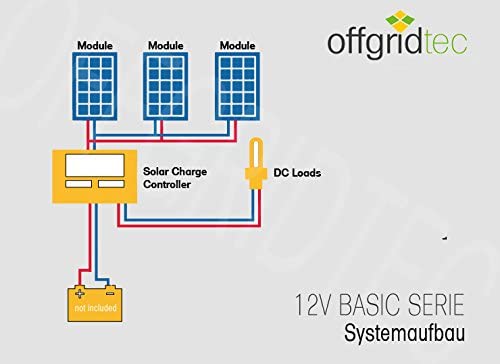 offgridtec
Module Module Module
Solar Charge
Controller
DC Loads
+ -
not included
12V BASIC SERIE
Systemaufbau